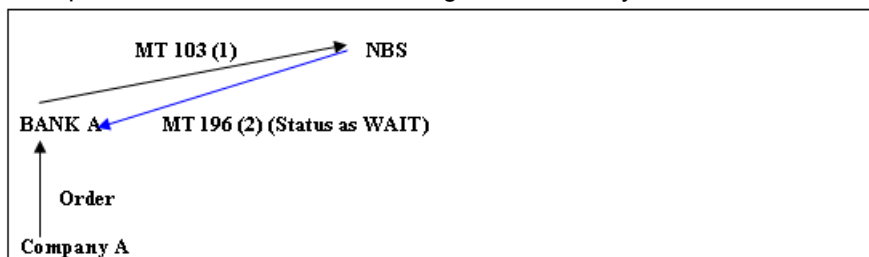 MT 103 (1)
NBS
BANK A
MT 196 (2) (Status as WAIT)
Order
Company A